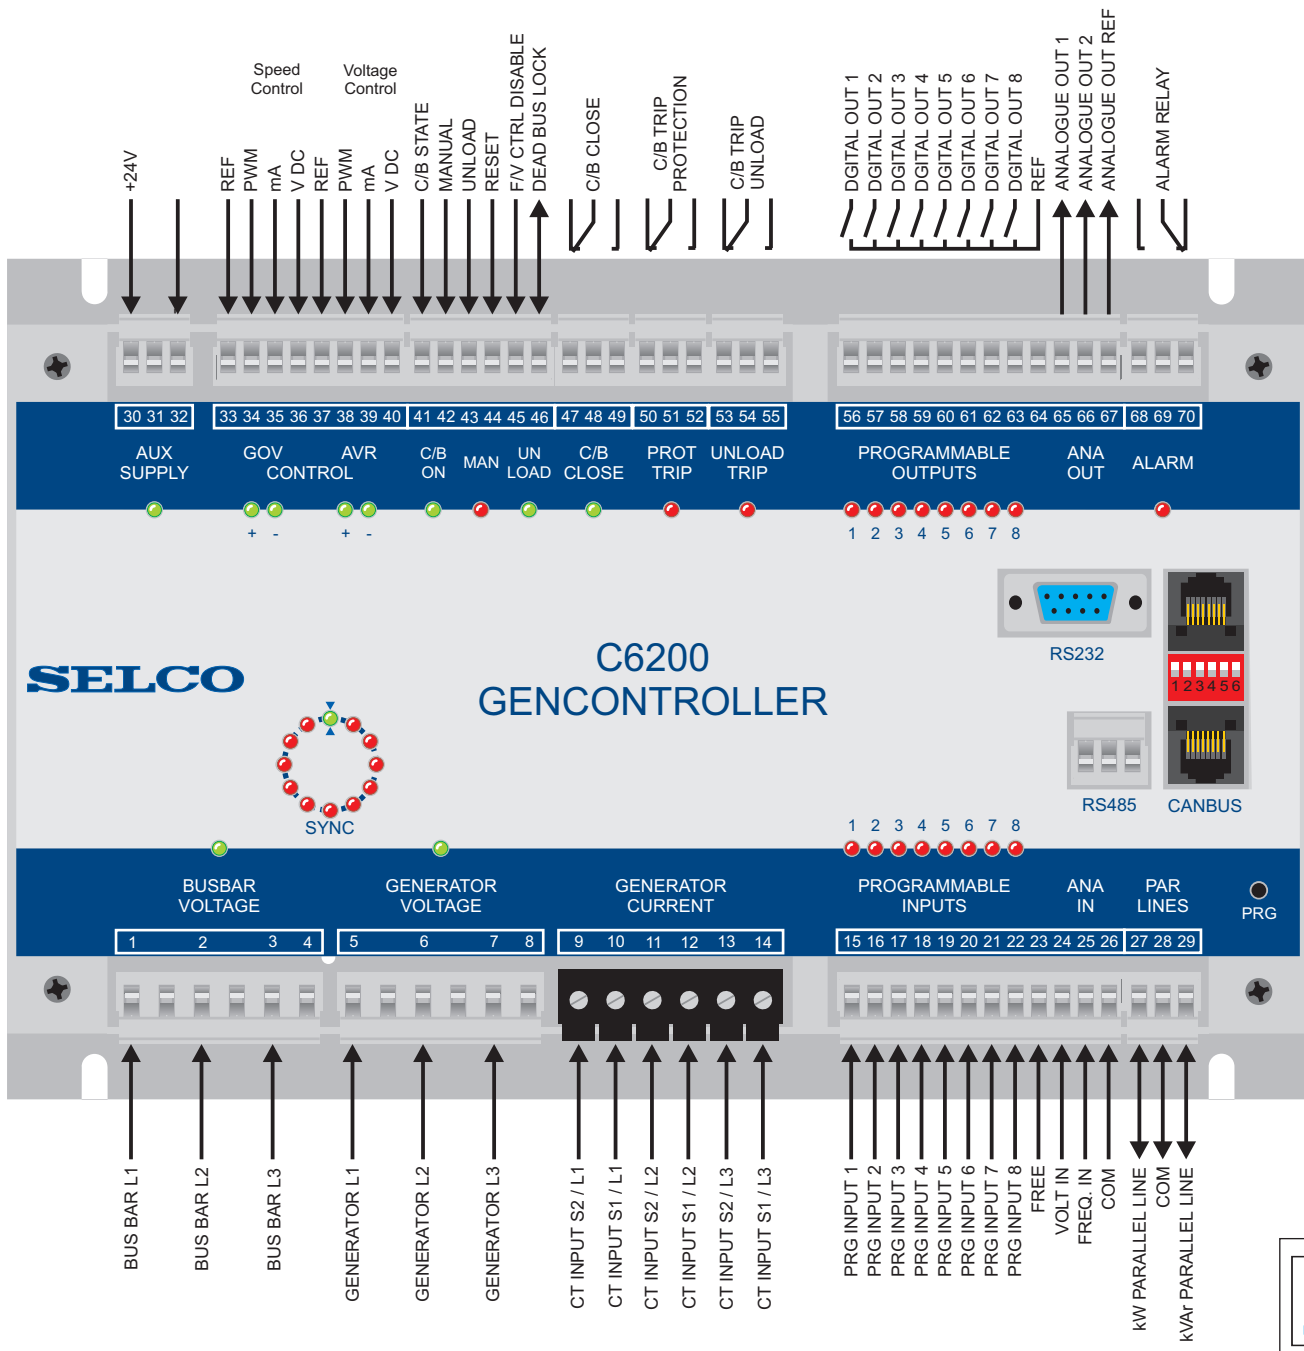 Speed
Control
Voltage
Control
+24V
REF
PWM
mA
V DC
REF
PWM
mA
V DC
C/B STATE
MANUAL
UNLOAD
RESET
F/V CTRL DISABLE
DEAD BUS LOCK
C/B CLOSE
C/B TRIP
PROTECTION
C/B TRIP
UNLOAD
DGITAL OUT 1
DGITAL OUT 2
DGITAL OUT 3
DGITAL OUT 4
DGITAL OUT 5
DGITAL OUT 6
DGITAL OUT 7
DGITAL OUT 8
REF
ANALOGUE OUT 1
ANALOGUE OUT 2
ANALOGUE OUT REF
ALARM RELAY
30 31 32 33 34 35 36 37 38 39 40 41 42 43 44 45 46 47 48 49 50 51 52 53 54 55 56 57 58 59 60 61 62 63 64 65 66 67 68 69 70
AUX
SUPPLY
GOV AVR
CONTROL
C/B
ON
MAN
UN
LOAD
C/B
CLOSE
PROT
TRIP
UNLOAD
TRIP
PROGRAMMABLE
OUTPUTS
ANA
OUT
ALARM
+ - + -
1 2 3 4 5 6 7 8
RS232
SELCO
C6200
GENCONTROLLER
1 2 3 4 5 6
SYNC
RS485
CANBUS
1 2 3 4 5 6 7 8
BUSBAR
VOLTAGE
GENERATOR
VOLTAGE
GENERATOR
CURRENT
PROGRAMMABLE
INPUTS
ANA
IN
PAR
LINES
PRG
1 2 3 4 5 6 7 8 9 10 11 12 13 14 15 16 17 18 19 20 21 22 23 24 25 26 27 28 29
BUS BAR L1
BUS BAR L2
BUS BAR L3
GENERATOR L1
GENERATOR L2
GENERATOR L3
CT INPUT S2 / L1
CT INPUT S1 / L1
CT INPUT S2 / L2
CT INPUT S1 / L2
CT INPUT S2 / L3
CT INPUT S1 / L3
PRG INPUT 1
PRG INPUT 2
PRG INPUT 3
PRG INPUT 4
PRG INPUT 5
PRG INPUT 6
PRG INPUT 7
PRG INPUT 8
FREE
VOLT IN
FREQ. IN
COM
kW PARALLEL LINE
COM
kVAr PARALLEL LINE